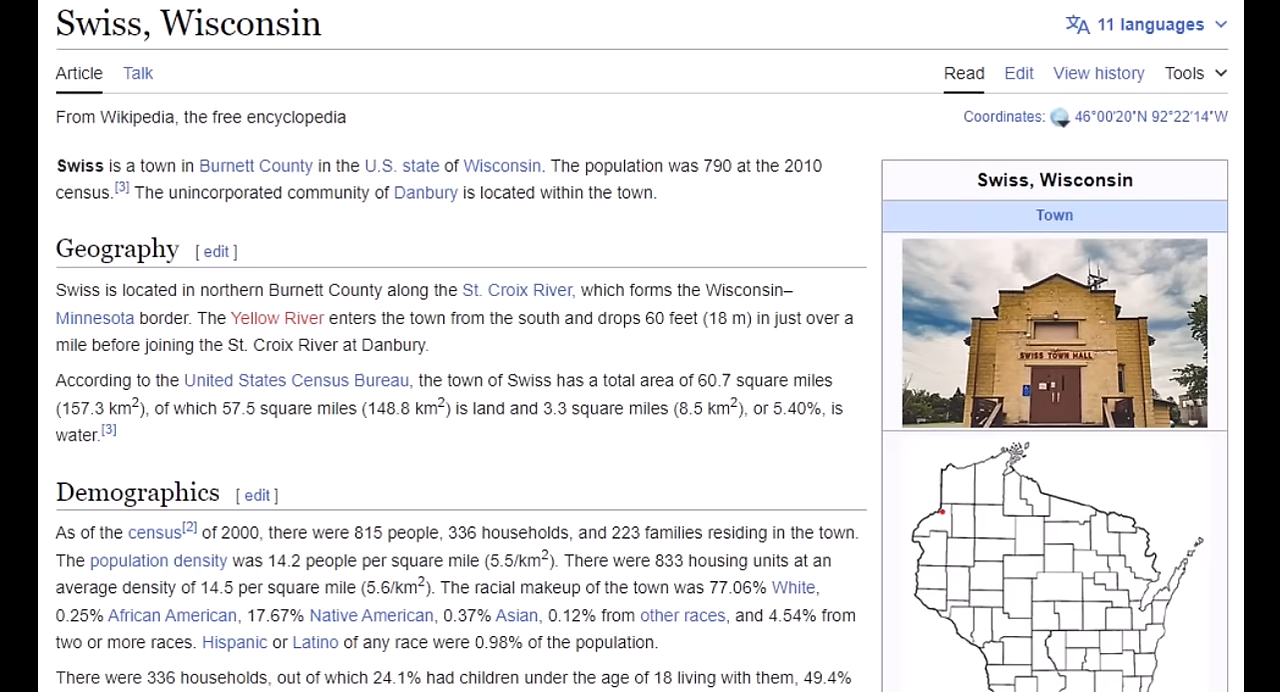 Swiss, Wisconsin
11 languages
Article Talk
Read Edit View history Tools
From Wikipedia, the free encyclopedia
Coordinates: 46°00′20″N 92°22′14″W
Swiss is a town in Burnett County in the U.S. state of Wisconsin. The population was 790 at the 2010
census.[3] The unincorporated community of Danbury is located within the town.
Geography [ edit ]
Swiss is located in northern Burnett County along the St. Croix River, which forms the Wisconsin–
Minnesota border. The Yellow River enters the town from the south and drops 60 feet (18 m) in just over a
mile before joining the St. Croix River at Danbury.
According to the United States Census Bureau, the town of Swiss has a total area of 60.7 square miles
(157.3 km2), of which 57.5 square miles (148.8 km2) is land and 3.3 square miles (8.5 km2), or 5.40%, is
water.[3]
Demographics [ edit ]
As of the census[2] of 2000, there were 815 people, 336 households, and 223 families residing in the town.
The population density was 14.2 people per square mile (5.5/km2). There were 833 housing units at an
average density of 14.5 per square mile (5.6/km2). The racial makeup of the town was 77.06% White,
0.25% African American, 17.67% Native American, 0.37% Asian, 0.12% from other races, and 4.54% from
two or more races. Hispanic or Latino of any race were 0.98% of the population.
There were 336 households, out of which 24.1% had children under the age of 18 living with them, 49.4%
Swiss, Wisconsin
Town
SWISS TOWN HALL